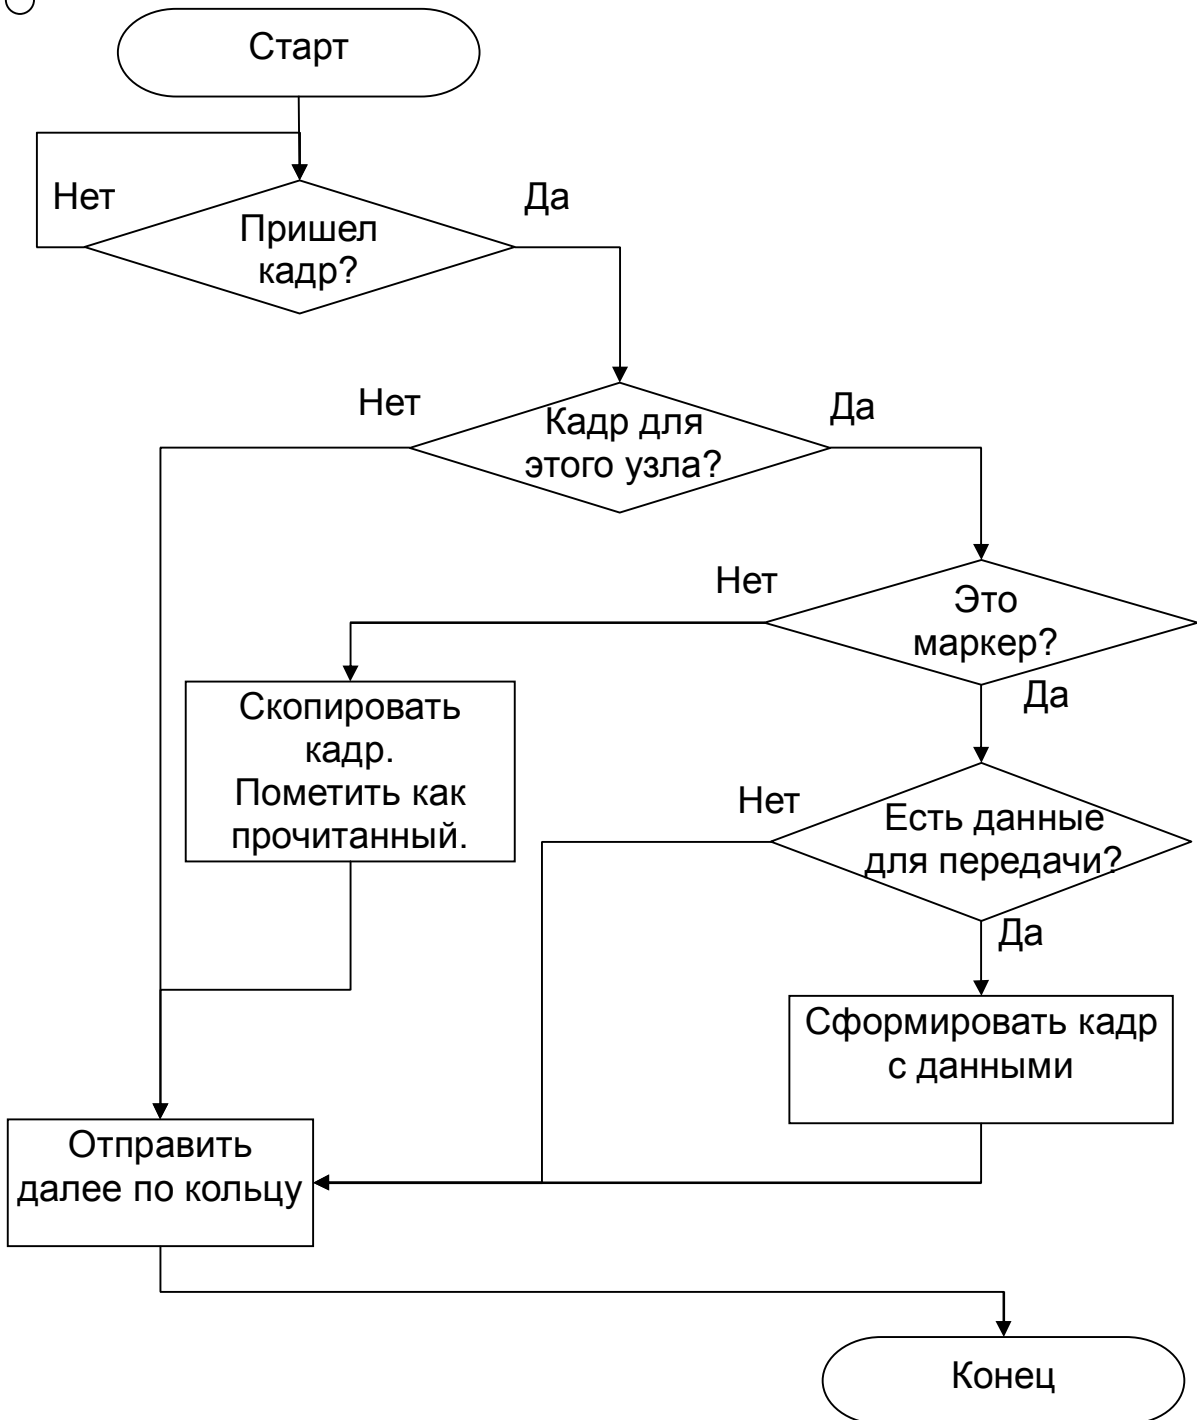 Старт
Нет
Да
Пришел
кадр?
Нет
Да
Кадр для
этого узла?
Нет
Это
маркер?
Да
Скопировать
кадр.
Пометить как
прочитанный.
Нет
Есть данные
для передачи?
Да
Сформировать кадр
с данными
Отправить
далее по кольцу
Конец